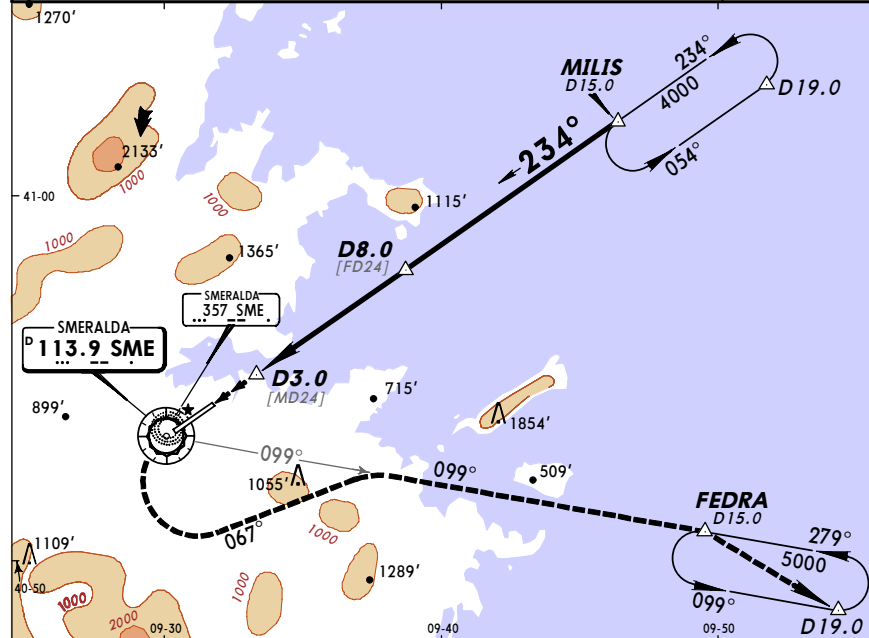 1270'
234°
MILIS
D15.0
4000
D19.0
234°
054°
2133'
1000
41-00
1000
1115'
1000
1365'
D8.0
[FD24]
SMERALDA
357 SME
SMERALDA
D 113.9 SME
D3.0
[MD24]
715'
899'
1854'
099°
099°
509'
1055'
067°
FEDRA
D15.0
1000
279°
1109'
5000
40-50
1289'
099°
1000
1000
1000
2000
D19.0
09-30
09-40
09-50